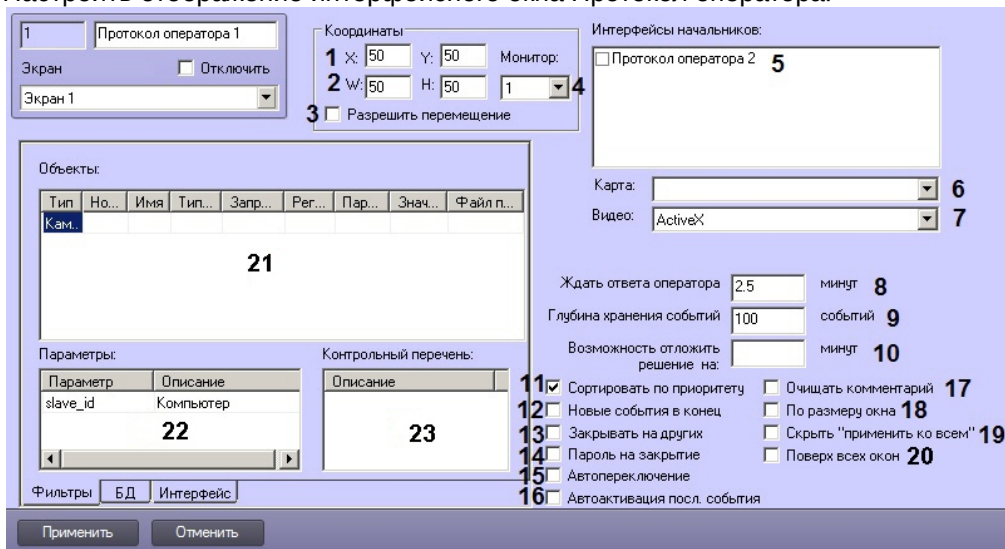 Настроить отображение интерфейсного окна Протокол оператора.
1 Протокол оператора 1
Экран Отключить
Экран 1
Координаты
1 X: 50 Y: 50 Монитор:
2 W: 50 H: 50 1 4
3 Разрешить перемещение
Интерфейсы начальников:
Протокол оператора 2 5
Карта: 6
Видео: ActiveX 7
Объекты:
Тип Но... Имя Тип... Запр... Рег... Пар... Знач... Файл п...
Кам..
21
Параметры:
Параметр Описание
slave_id Компьютер
22
Контрольный перечень:
Описание
23
Фильтры БД Интерфейс
Ждать ответа оператора 2.5 минут 8
Глубина хранения событий 100 событий 9
Возможность отложить
решение на: минут 10
11 Сортировать по приоритету
12 Новые события в конец
13 Закрывать на других
14 Пароль на закрытие
15 Автопереключение
16 Автоактивация посл. события
Очищать комментарий 17
По размеру окна 18
Скрыть "применить ко всем" 19
Поверх всех окон 20
Применить Отменить